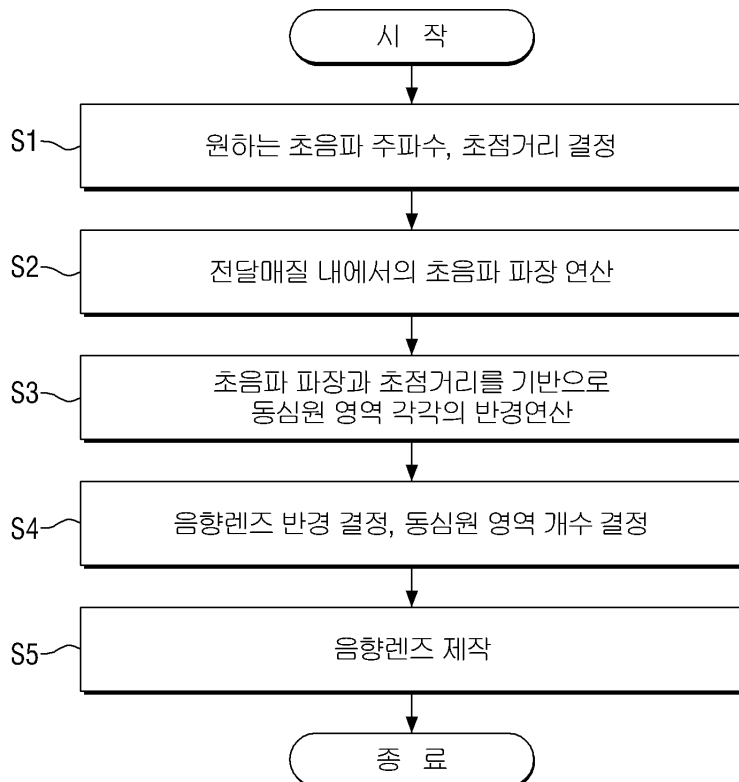 시 작
S1
원하는 초음파 주파수, 초점거리 결정
S2
전달매질 내에서의 초음파 파장 연산
S3
초음파 파장과 초점거리를 기반으로
동심원 영역 각각의 반경연산
S4
음향렌즈 반경 결정, 동심원 영역 개수 결정
S5
음향렌즈 제작
종 료